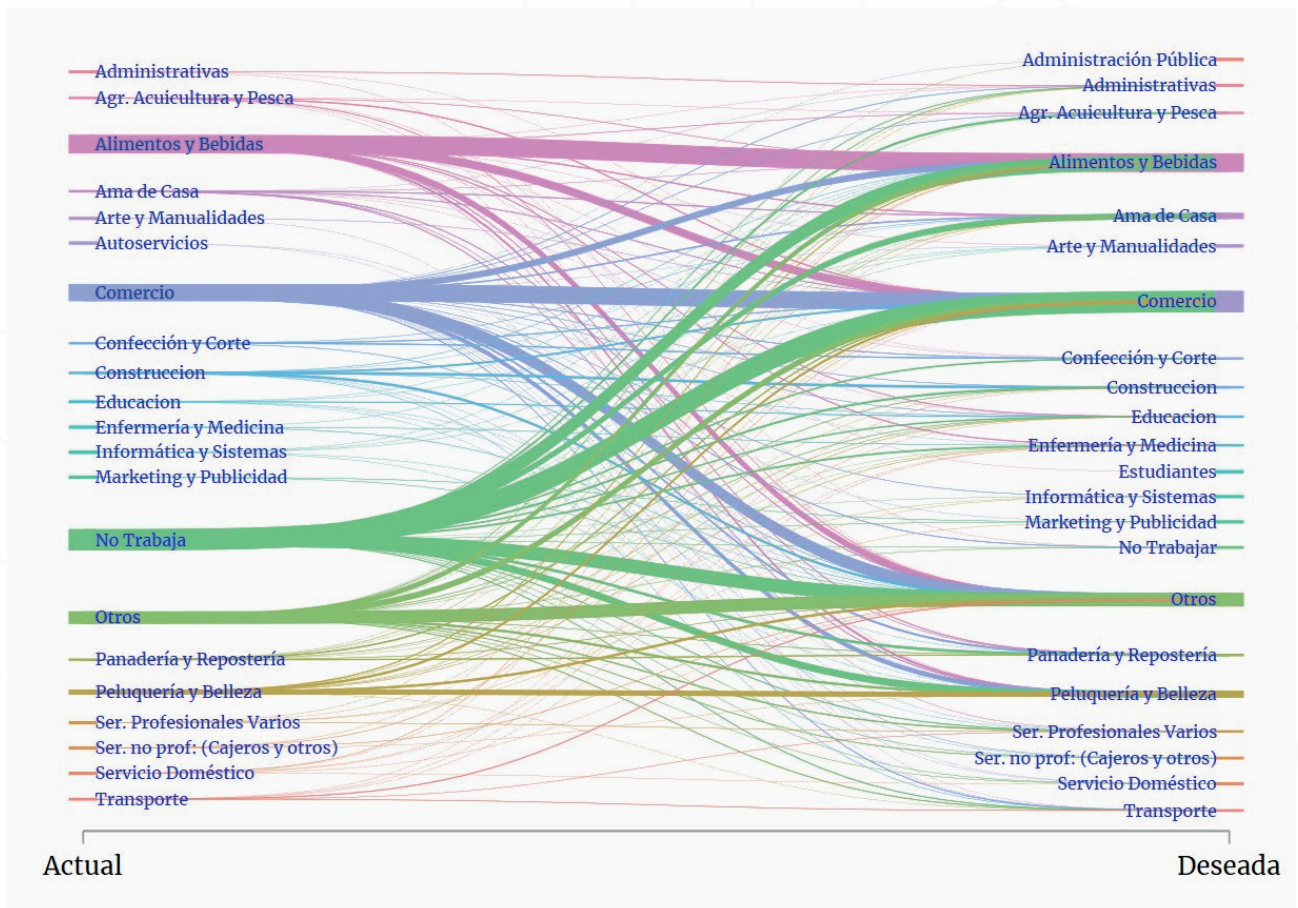 Administrativas
Agr. Acuicultura y Pesca
Alimentos y Bebidas
Ama de Casa
Arte y Manualidades
Autoservicios
Comercio
Confección y Corte
Construccion
Educacion
Enfermería y Medicina
Informática y Sistemas
Marketing y Publicidad
No Trabaja
Otros
Panadería y Repostería
Peluquería y Belleza
Ser. Profesionales Varios
Ser. no prof: (Cajeros y otros)
Servicio Doméstico
Transporte
Administración Pública
Administrativas
Agr. Acuicultura y Pesca
Alimentos y Bebidas
Ama de Casa
Arte y Manualidades
Comercio
Confección y Corte
Construccion
Educacion
Enfermería y Medicina
Estudiantes
Informática y Sistemas
Marketing y Publicidad
No Trabajar
Otros
Panadería y Repostería
Peluquería y Belleza
Ser. Profesionales Varios
Ser. no prof: (Cajeros y otros)
Servicio Doméstico
Transporte
Actual
Deseada